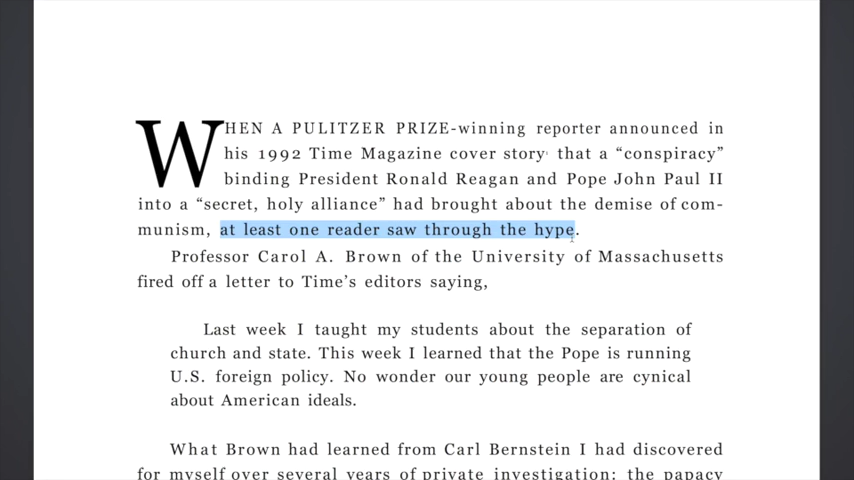 WHEN A PULITZER PRIZE-winning reporter announced in
his 1992 Time Magazine cover story that a “conspiracy”
binding President Ronald Reagan and Pope John Paul II
into a “secret, holy alliance” had brought about the demise of com-
munism, at least one reader saw through the hype.
Professor Carol A. Brown of the University of Massachusetts
fired off a letter to Time’s editors saying,
Last week I taught my students about the separation of
church and state. This week I learned that the Pope is running
U.S. foreign policy. No wonder our young people are cynical
about American ideals.
What Brown had learned from Carl Bernstein I had discovered
for myself over several years of private investigation: the papacy